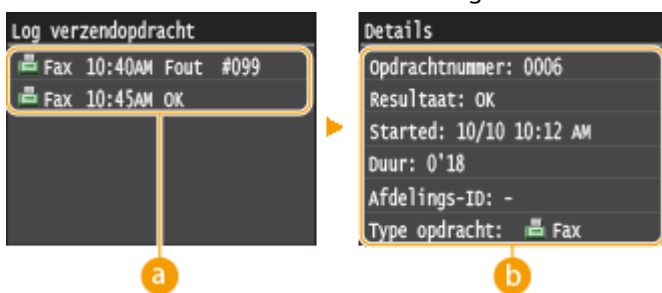 Log verzendopdracht
Fax 10:40AM Fout #099
Fax 10:45AM OK
a
Details
Opdrachtnummer: 0006
Resultaat: OK
Started: 10/10 10:12 AM
Duur: 0'18
Afdelings-ID: -
Type opdracht: Fax
b